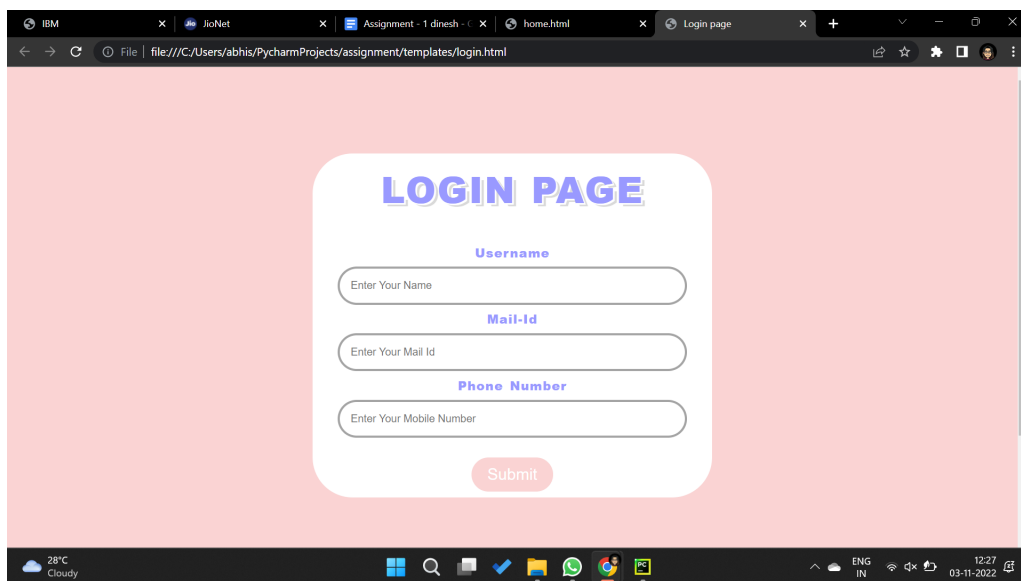 IBM
Jio JioNet
Assignment - 1 dinesh - G
home.html
Login page
File file:///C:/Users/abhis/PycharmProjects/assignment/templates/login.html
LOGIN PAGE
Username
Enter Your Name
Mail-Id
Enter Your Mail Id
Phone Number
Enter Your Mobile Number
Submit
28°C
Cloudy
PC
ENG
IN
12:27
03-11-2022